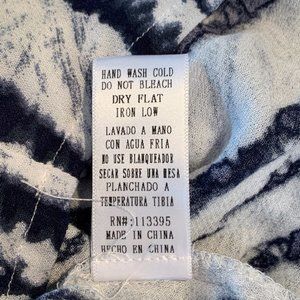 HAND WASH COLD
DO NOT BLEACH
DRY FLAT
IRON LOW
LAVADO A MANO
CON AGUA FRIA
NO USE BLANQUEADOR
SECAR SOBRE UNA MESA
PLANCHADO A
TEMPERATURA TIBIA
RN#:113395
MADE IN CHINA
HECHO EN CHINA